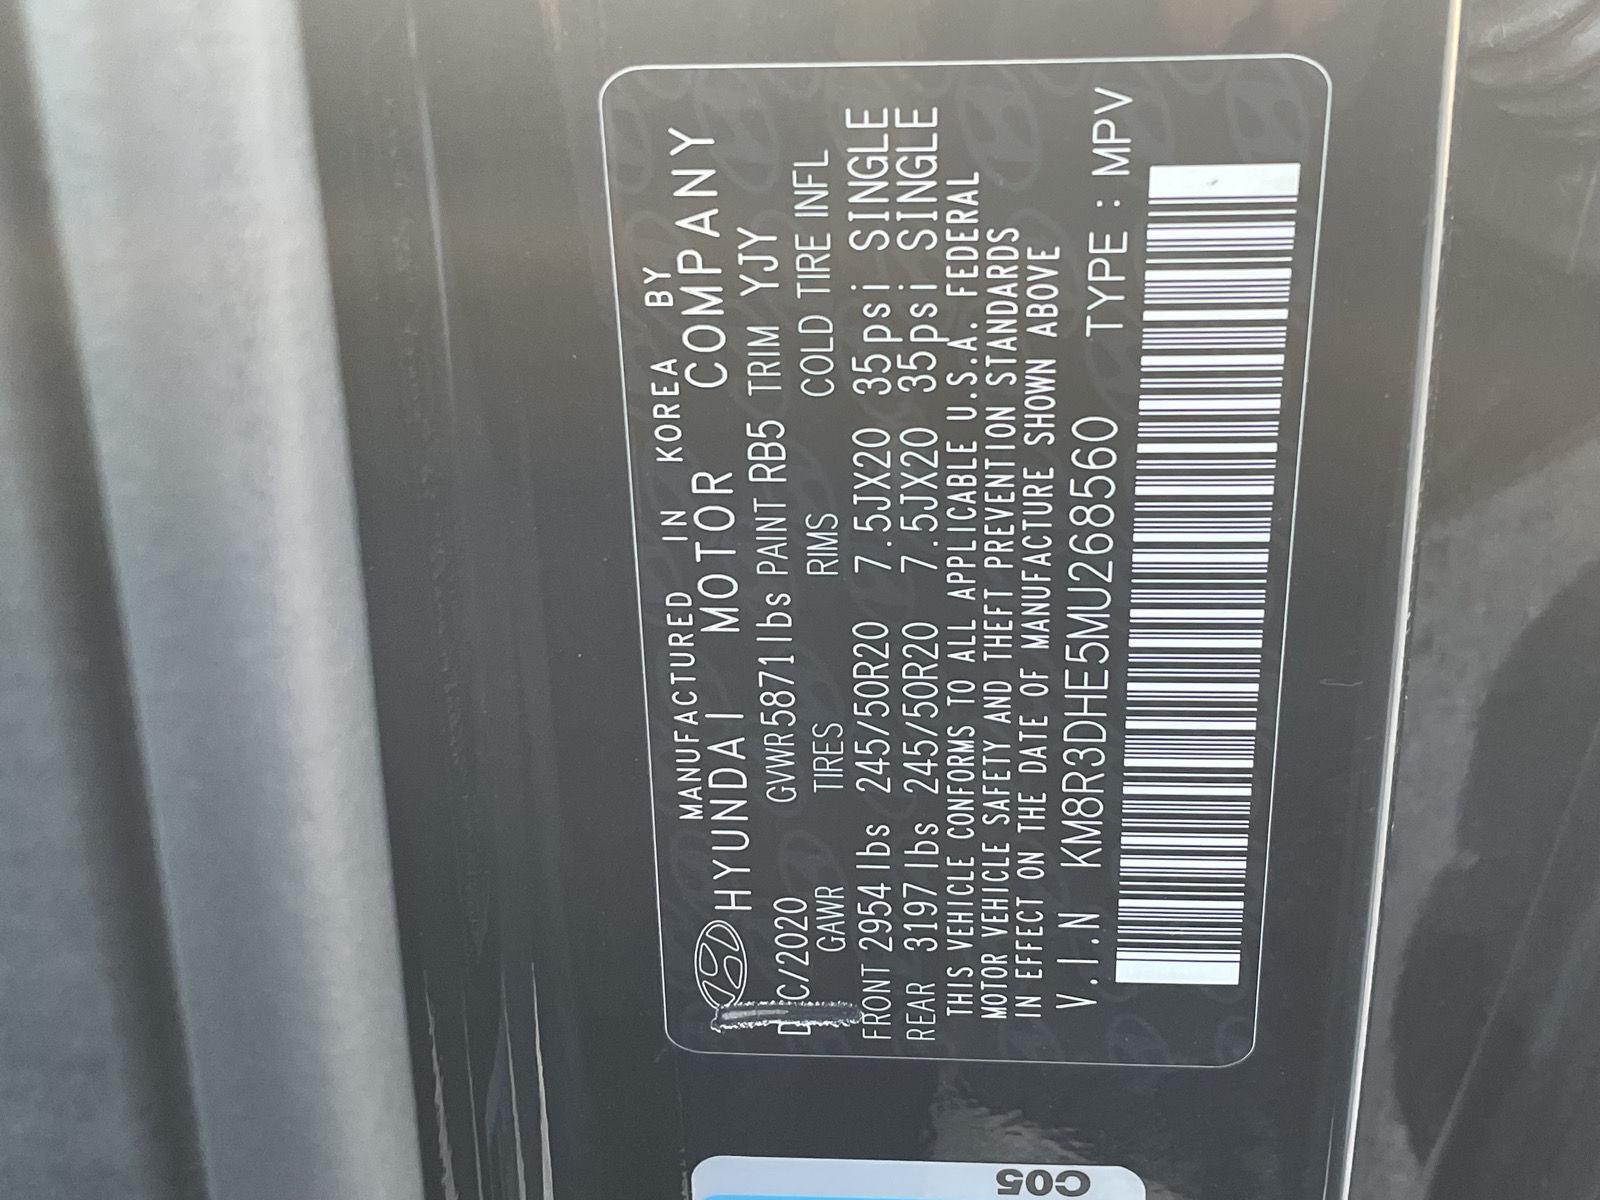 MANUFACTURED IN KOREA BY
HYUNDAI MOTOR COMPANY
C/2020 GVWR 5871 lbs PAINT RB5 TRIM YJY
GAWR TIRES RIMS COLD TIRE INFL
FRONT 2954 lbs 245/50R20 7.5JX20 35psi SINGLE
REAR 3197 lbs 245/50R20 7.5JX20 35psi SINGLE
THIS VEHICLE CONFORMS TO ALL APPLICABLE U.S.A. FEDERAL
MOTOR VEHICLE SAFETY AND THEFT PREVENTION STANDARDS
IN EFFECT ON THE DATE OF MANUFACTURE SHOWN ABOVE
V.I.N KM8R3DHE5MU268560 TYPE : MPV
C05